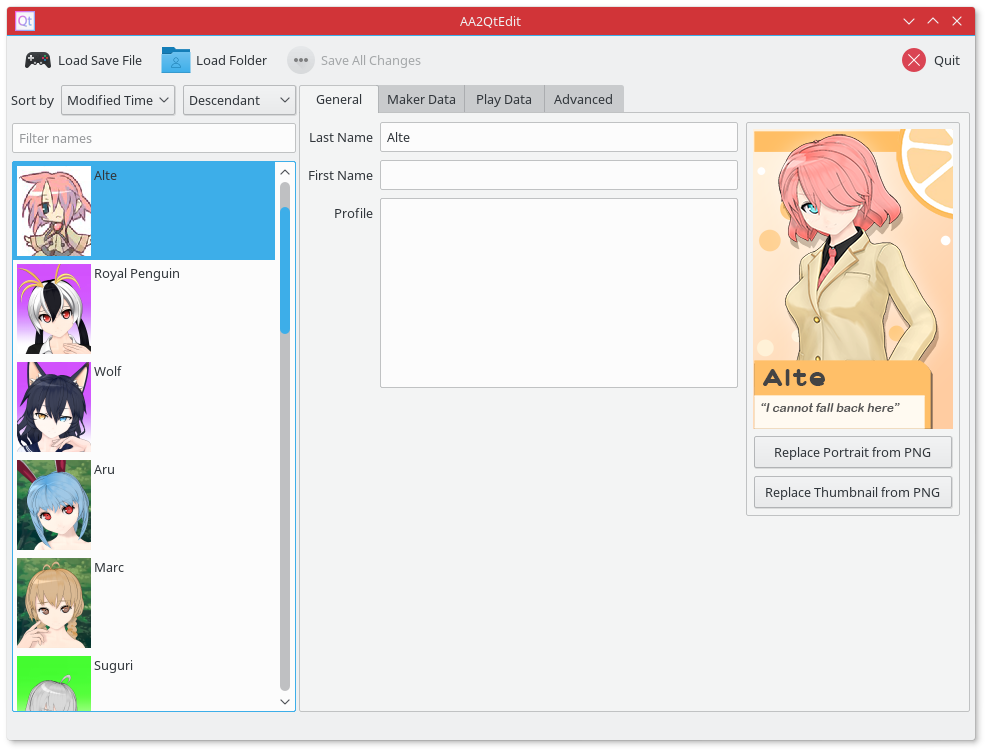 Qt
AA2QtEdit
Load Save File
Load Folder
Save All Changes
Quit
Sort by
Modified Time
Descendant
Filter names
Alte
Royal Penguin
Wolf
Aru
Marc
Suguri
General
Maker Data
Play Data
Advanced
Last Name
Alte
First Name
Profile
Alte
“I cannot fall back here”
Replace Portrait from PNG
Replace Thumbnail from PNG